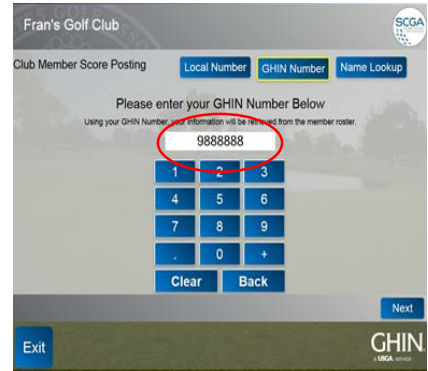 Fran's Golf Club
SCGA
Club Member Score Posting
Local Number
GHIN Number
Name Lookup
Please enter your GHIN Number Below
Using your GHIN Number, your information will be retrieved from the member roster.
9888888
1 2 3
4 5 6
7 8 9
. 0 +
Clear Back
Next
Exit
GHIN
a USGA service